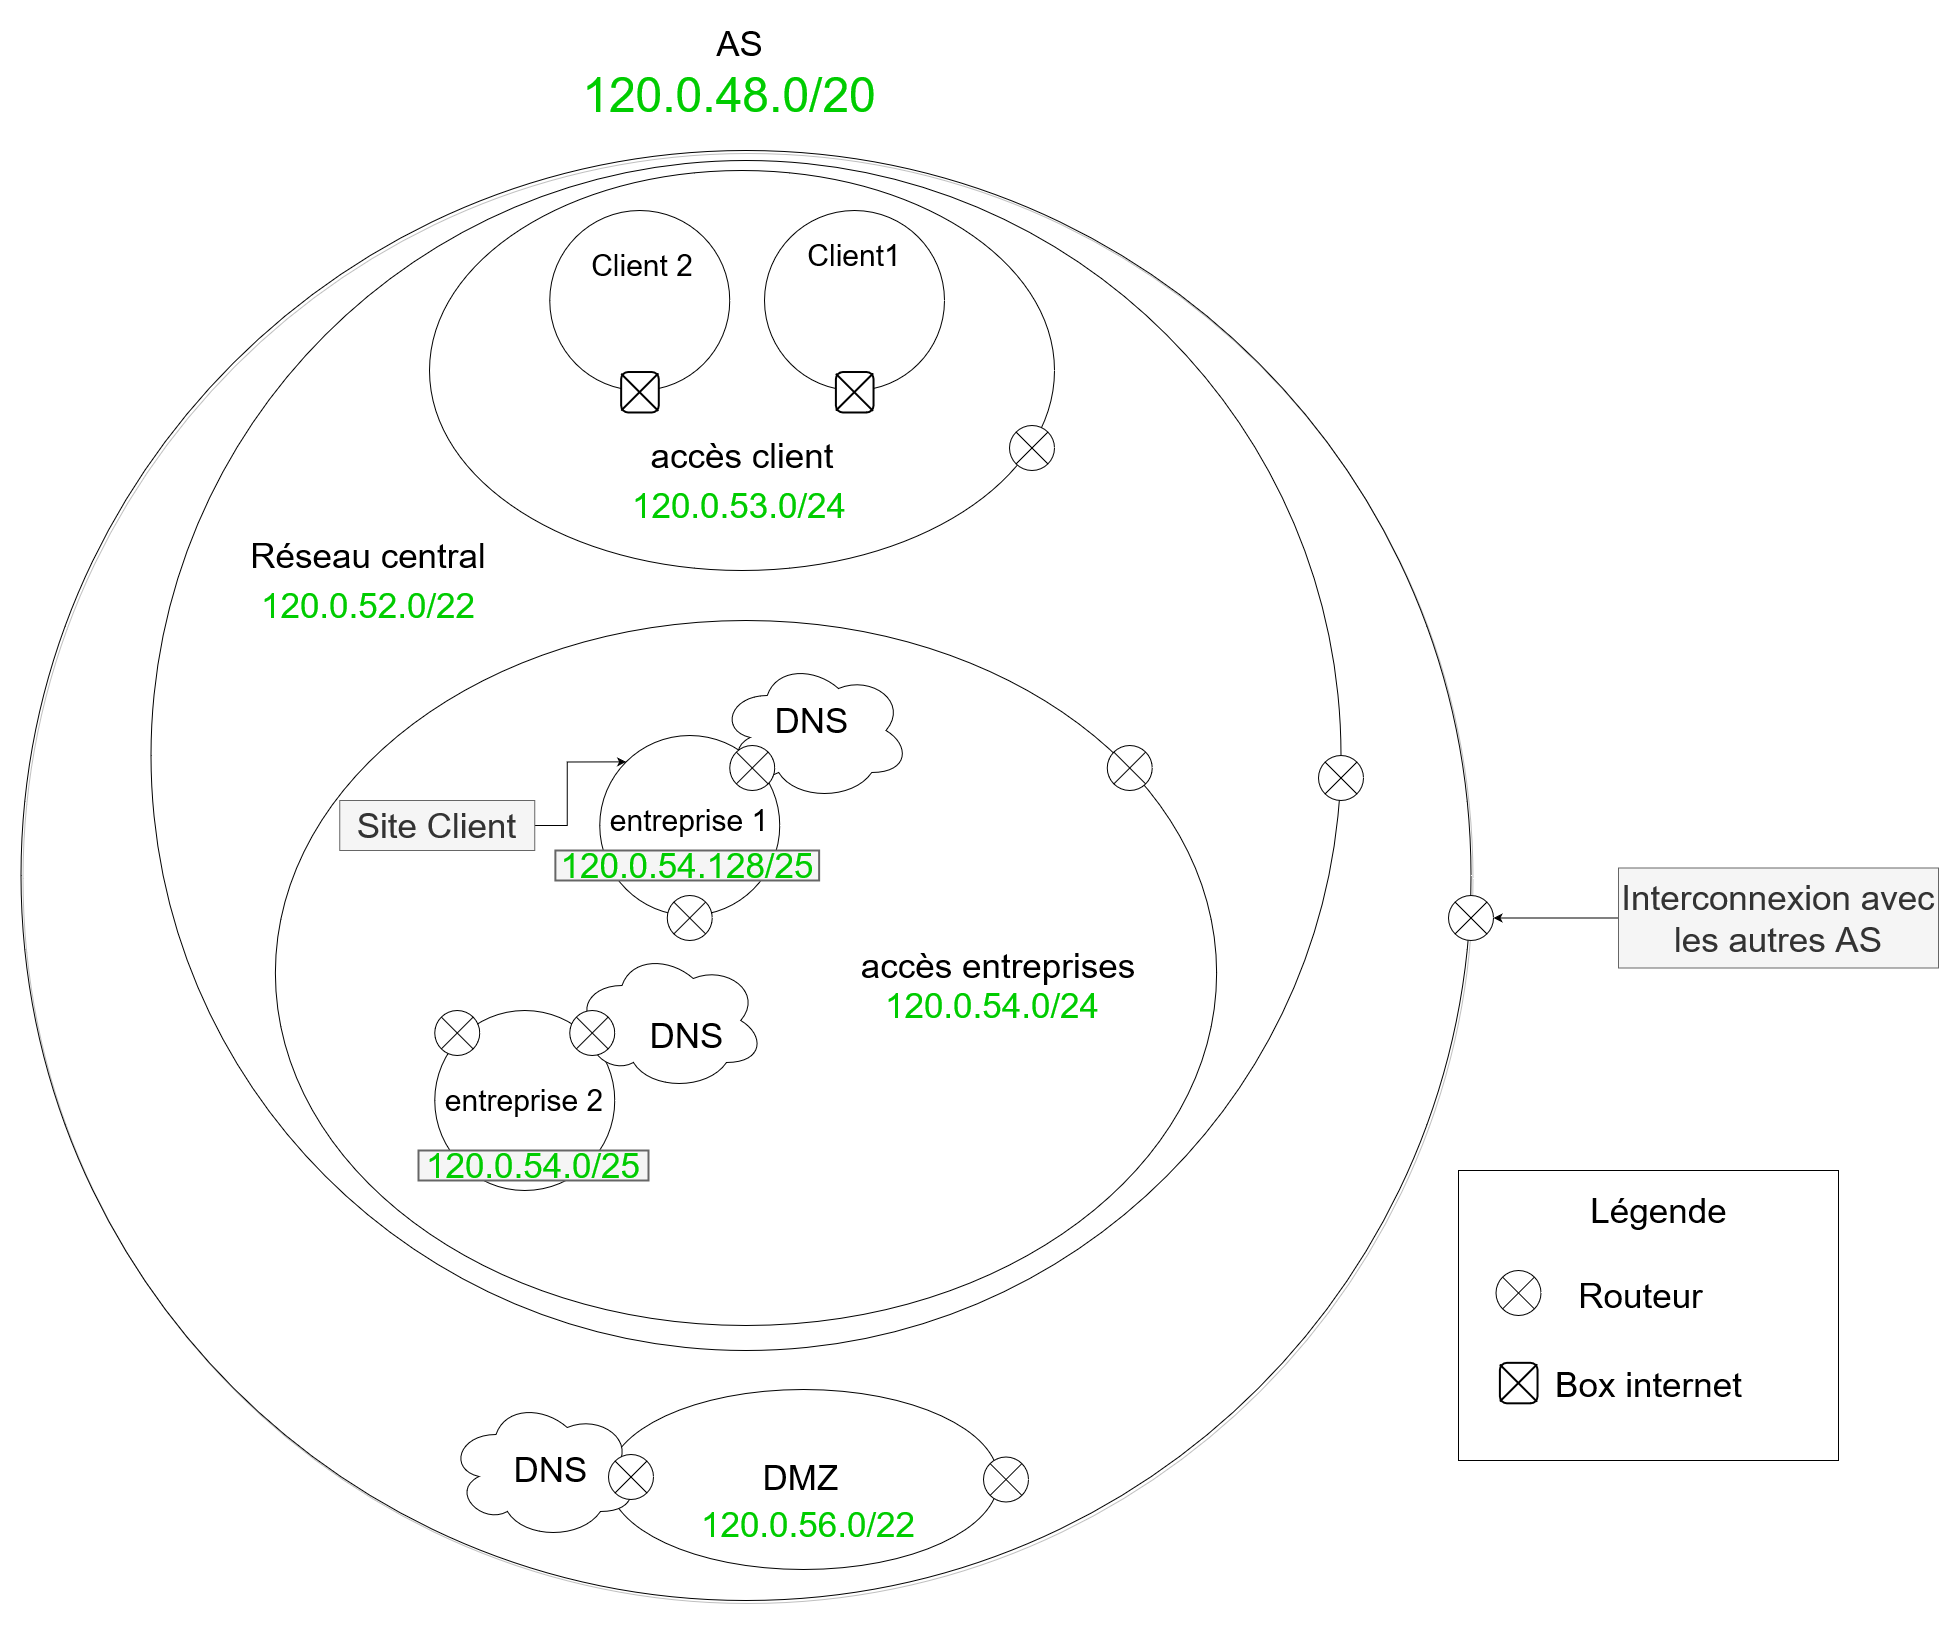 AS
120.0.48.0/20
Client 2
Client1
accès client
120.0.53.0/24
Réseau central
120.0.52.0/22
DNS
Site Client
entreprise 1
120.0.54.128/25
Interconnexion avec
les autres AS
accès entreprises
120.0.54.0/24
DNS
entreprise 2
120.0.54.0/25
Légende
Routeur
Box internet
DNS
DMZ
120.0.56.0/22